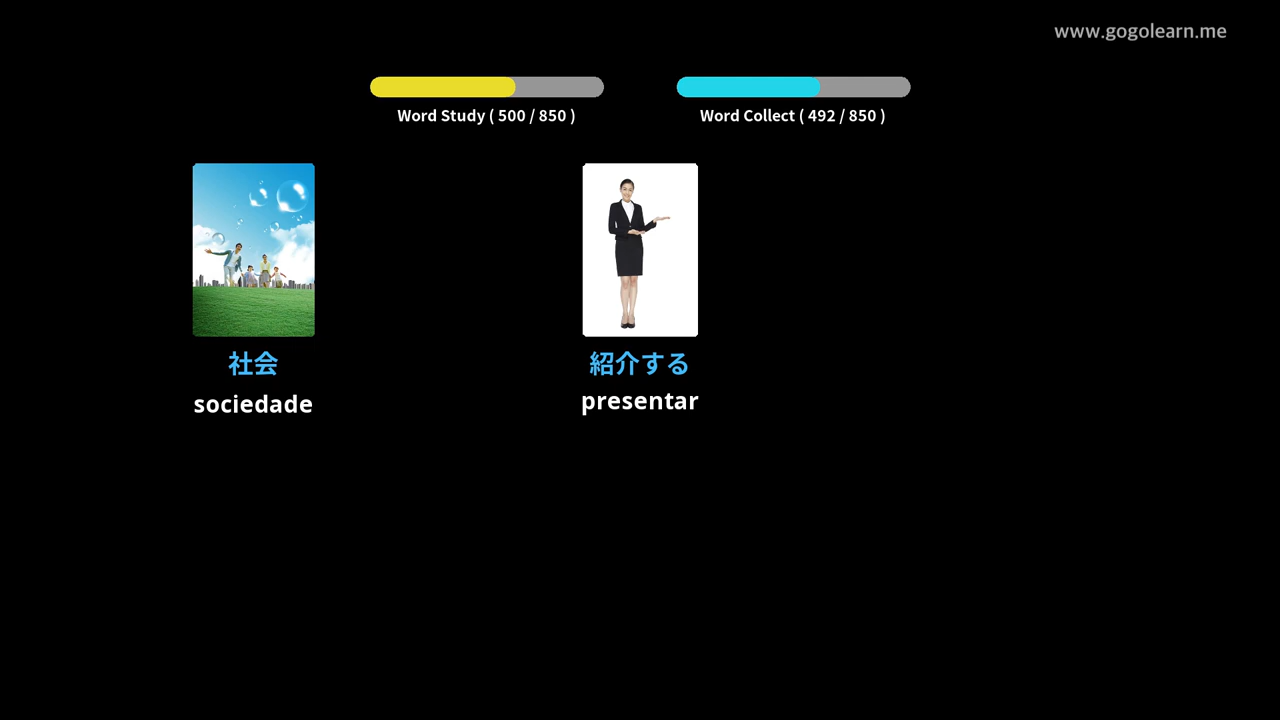 www.gogolearn.me
Word Study ( 500 / 850 )
Word Collect ( 492 / 850 )
社会
sociedade
紹介する
presentar